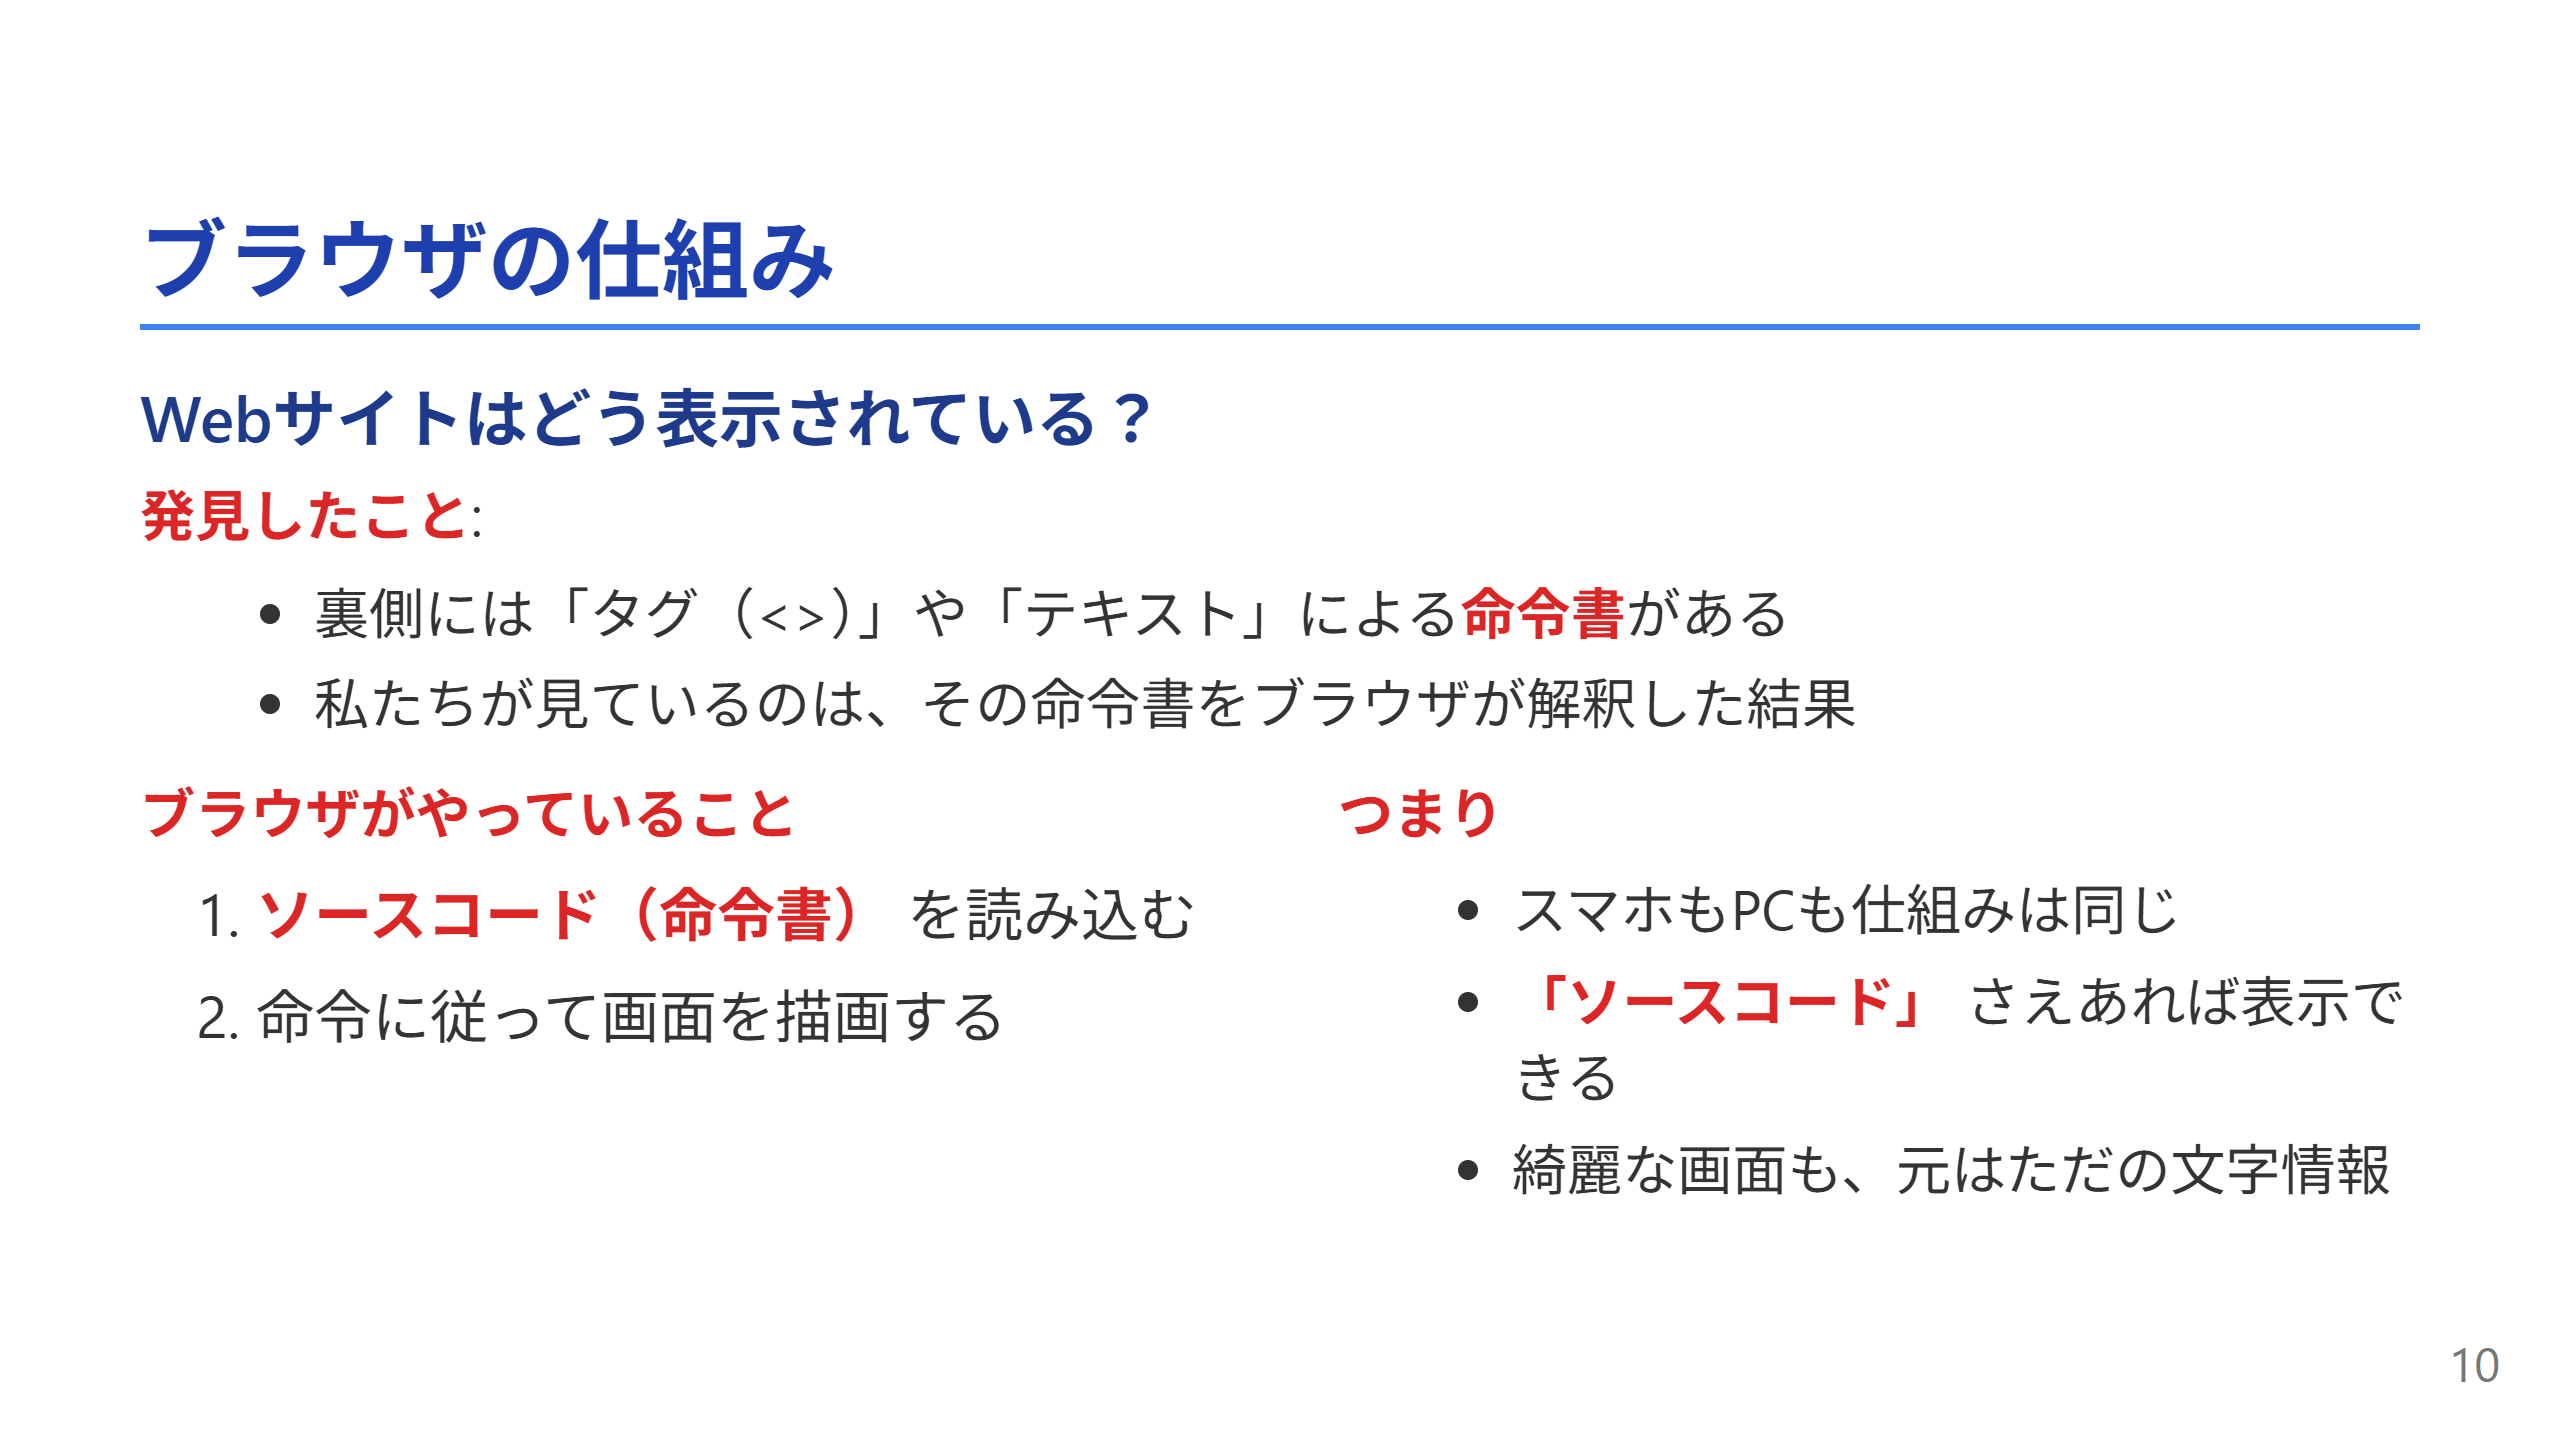 ブラウザの仕組み
Webサイトはどう表示されている？
発見したこと:
• 裏側には「タグ（<>）」や「テキスト」による命令書がある
• 私たちが見ているのは、その命令書をブラウザが解釈した結果
ブラウザがやっていること
1. ソースコード（命令書） を読み込む
2. 命令に従って画面を描画する
つまり
• スマホもPCも仕組みは同じ
• 「ソースコード」 さえあれば表示で
きる
• 綺麗な画面も、元はただの文字情報
10